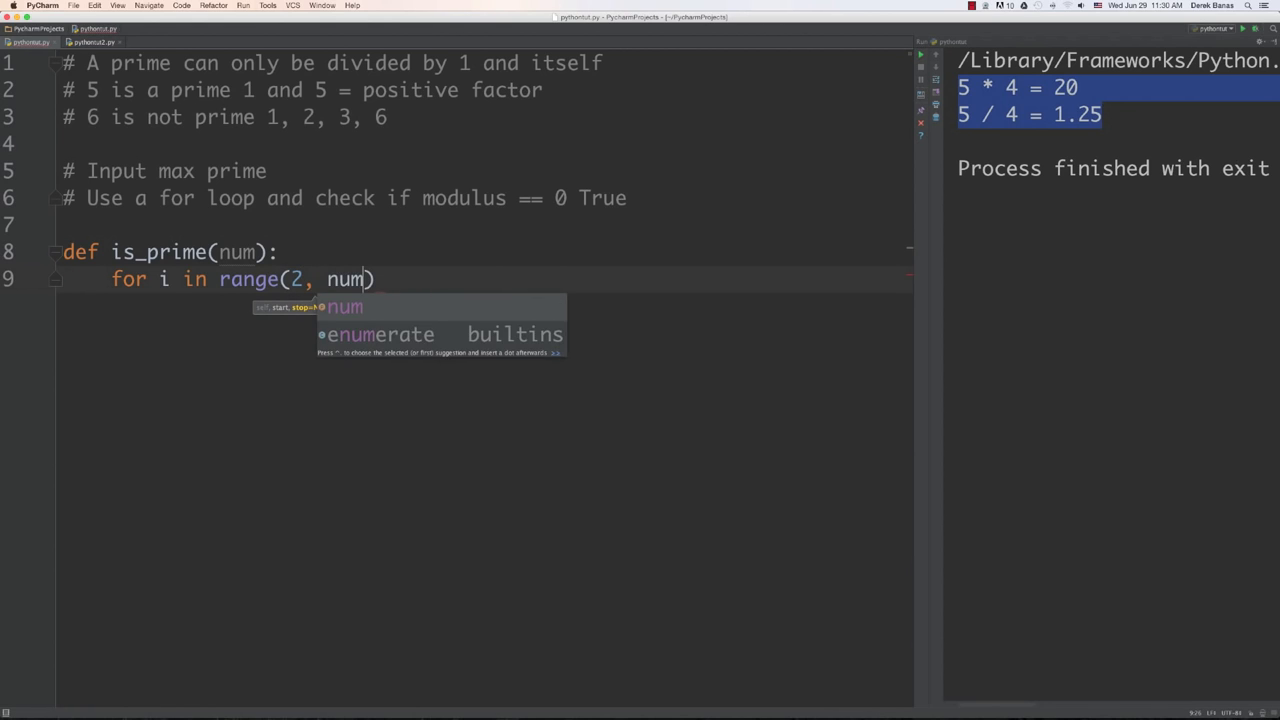 PyCharm File Edit View Navigate Code Refactor Run Tools VCS Window Help 10 Wed Jun 29 11:30 AM Derek Banas
pythontut.py - PycharmProjects - [~/PycharmProjects]
PycharmProjects pythontut.py pythontut
pythontut.py pythontut2.py Run pythontut
1 # A prime can only be divided by 1 and itself
2 # 5 is a prime 1 and 5 = positive factor
3 # 6 is not prime 1, 2, 3, 6
4
5 # Input max prime
6 # Use a for loop and check if modulus == 0 True
7
8 def is_prime(num):
9 for i in range(2, num)
self, start, stop=N
num
enumerate builtins
Press ^. to choose the selected (or first) suggestion and insert a dot afterwards >>
/Library/Frameworks/Python.
5 * 4 = 20
5 / 4 = 1.25
Process finished with exit
9:26 LF÷ UTF-8÷